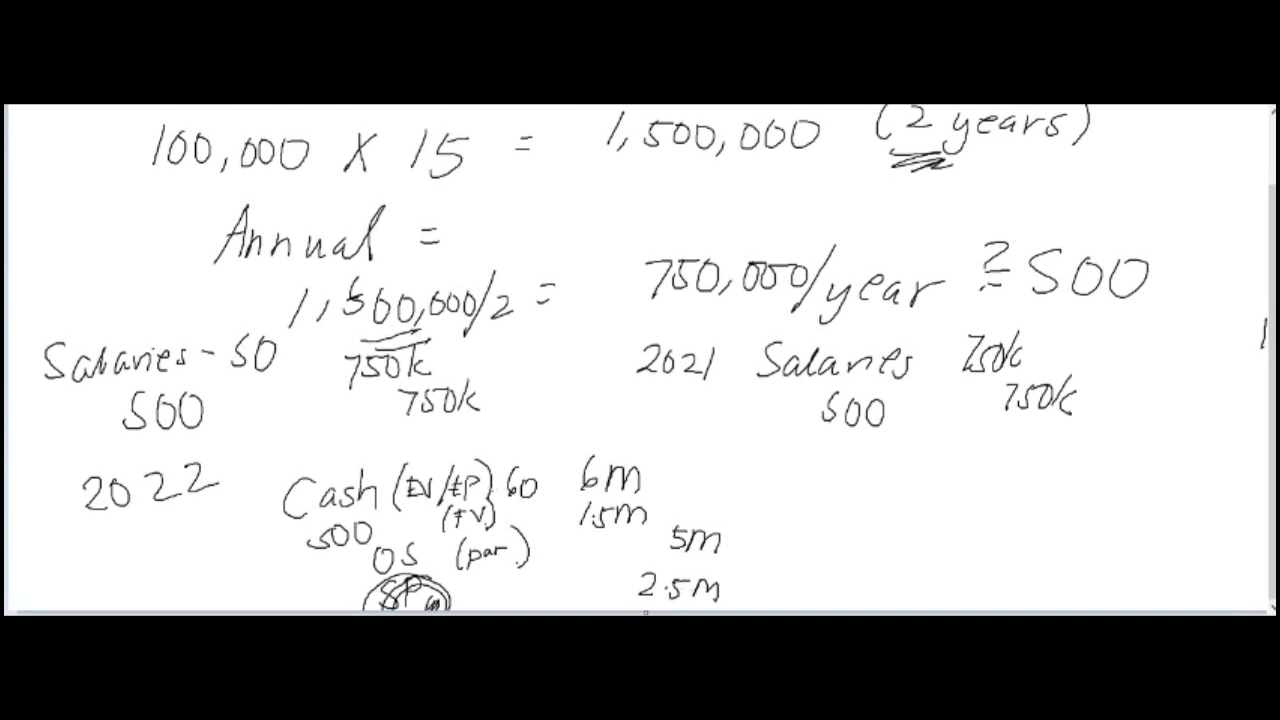 100,000 X 15 = 1,500,000 (2 years)
Annual =
1,500,000/2 = 750,000/year ? = 500
Salaries - 50 750k 2021 Salaries 750k
500 750k 500 750k
2022 Cash (EV/EP) 60 6m
(FV) 1.5m
500 5m
OS (par)
SP 2.5m